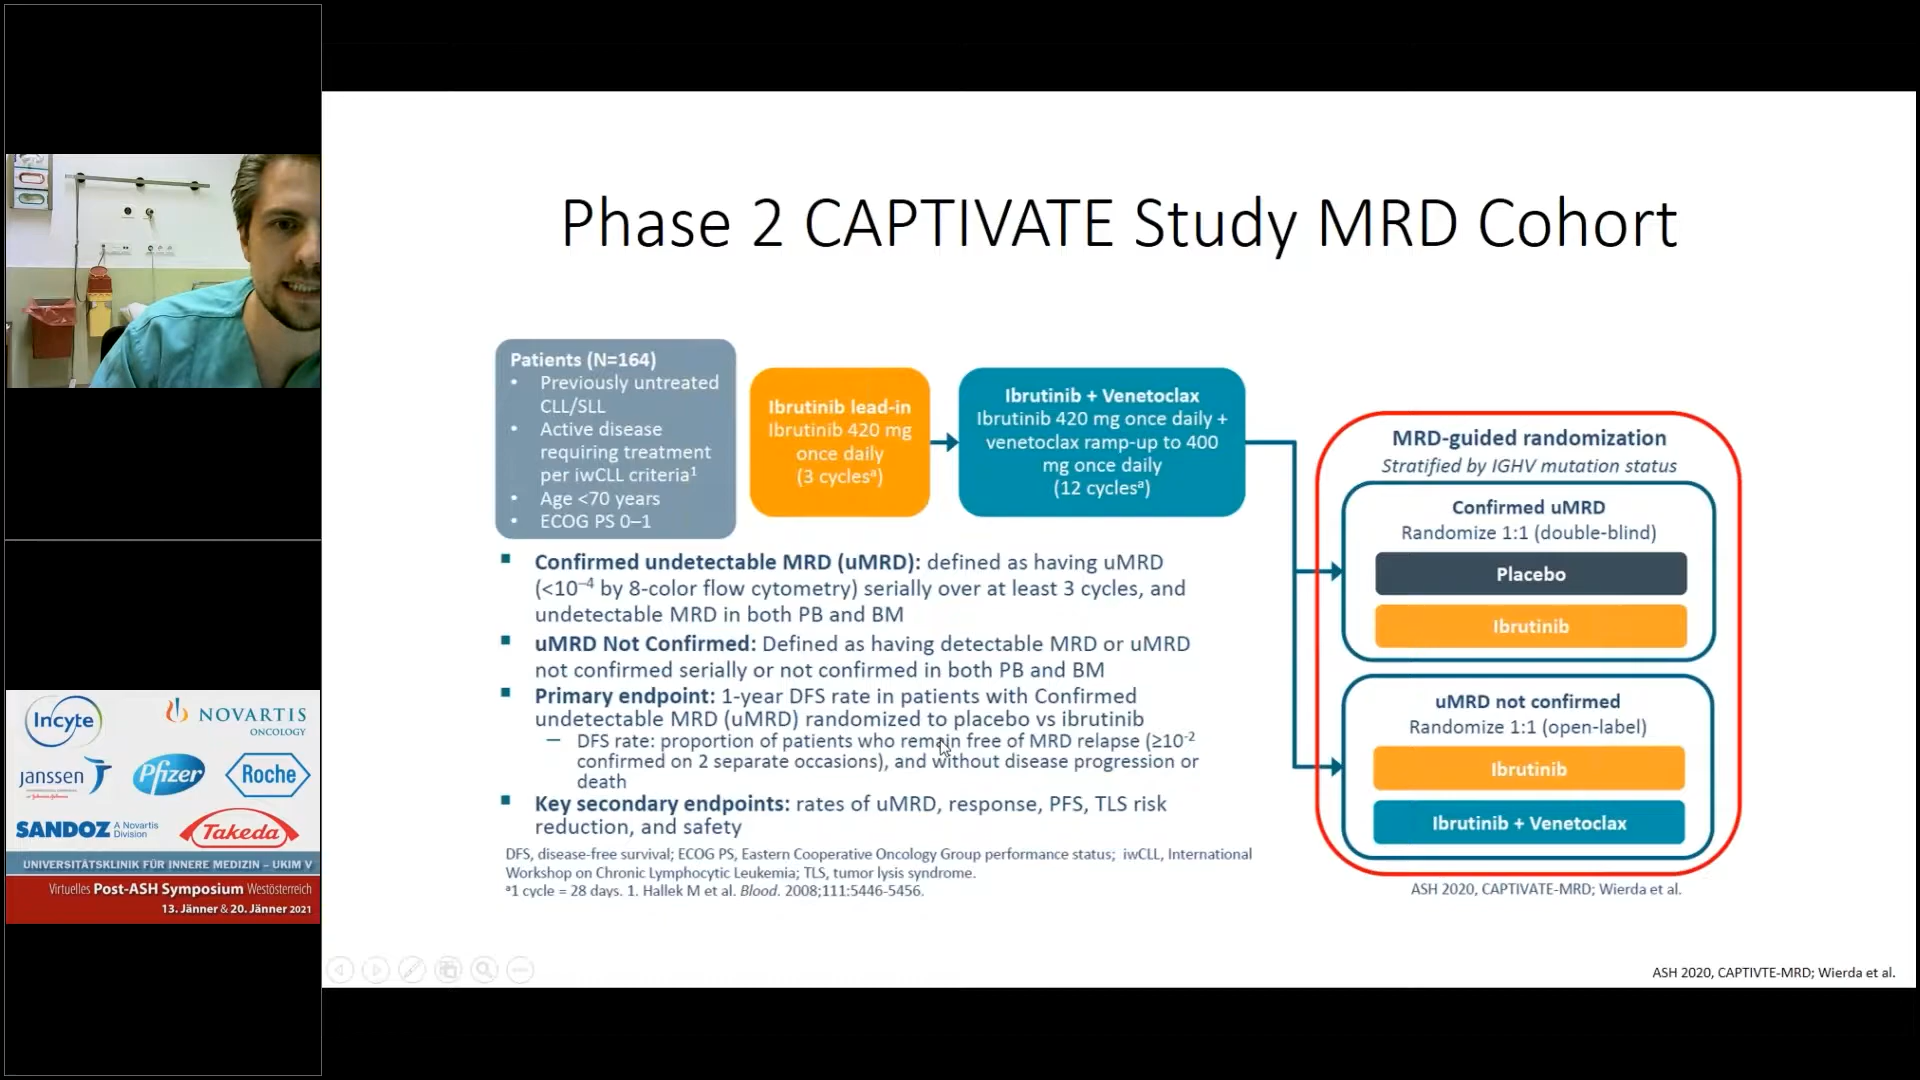 Phase 2 CAPTIVATE Study MRD Cohort
Patients (N=164)
• Previously untreated
CLL/SLL
• Active disease
requiring treatment
per iwCLL criteria¹
• Age <70 years
• ECOG PS 0–1
Ibrutinib lead-in
Ibrutinib 420 mg
once daily
(3 cyclesᵃ)
Ibrutinib + Venetoclax
Ibrutinib 420 mg once daily +
venetoclax ramp-up to 400
mg once daily
(12 cyclesᵃ)
MRD-guided randomization
Stratified by IGHV mutation status
Confirmed uMRD
Randomize 1:1 (double-blind)
Placebo
Ibrutinib
uMRD not confirmed
Randomize 1:1 (open-label)
Ibrutinib
Ibrutinib + Venetoclax
▪ Confirmed undetectable MRD (uMRD): defined as having uMRD
(<10⁻⁴ by 8-color flow cytometry) serially over at least 3 cycles, and
undetectable MRD in both PB and BM
▪ uMRD Not Confirmed: Defined as having detectable MRD or uMRD
not confirmed serially or not confirmed in both PB and BM
▪ Primary endpoint: 1-year DFS rate in patients with Confirmed
undetectable MRD (uMRD) randomized to placebo vs ibrutinib
– DFS rate: proportion of patients who remain free of MRD relapse (≥10⁻²
confirmed on 2 separate occasions), and without disease progression or
death
▪ Key secondary endpoints: rates of uMRD, response, PFS, TLS risk
reduction, and safety
DFS, disease-free survival; ECOG PS, Eastern Cooperative Oncology Group performance status; iwCLL, International
Workshop on Chronic Lymphocytic Leukemia; TLS, tumor lysis syndrome.
ᵃ1 cycle = 28 days. 1. Hallek M et al. Blood. 2008;111:5446-5456.
ASH 2020, CAPTIVATE-MRD; Wierda et al.
ASH 2020, CAPTIVTE-MRD; Wierda et al.
Incyte
NOVARTIS
ONCOLOGY
janssen
Pfizer
Roche
SANDOZ A Novartis
Division
Takeda
UNIVERSITÄTSKLINIK FÜR INNERE MEDIZIN – UKIM V
Virtuelles Post-ASH Symposium Westösterreich
13. Jänner & 20. Jänner 2021